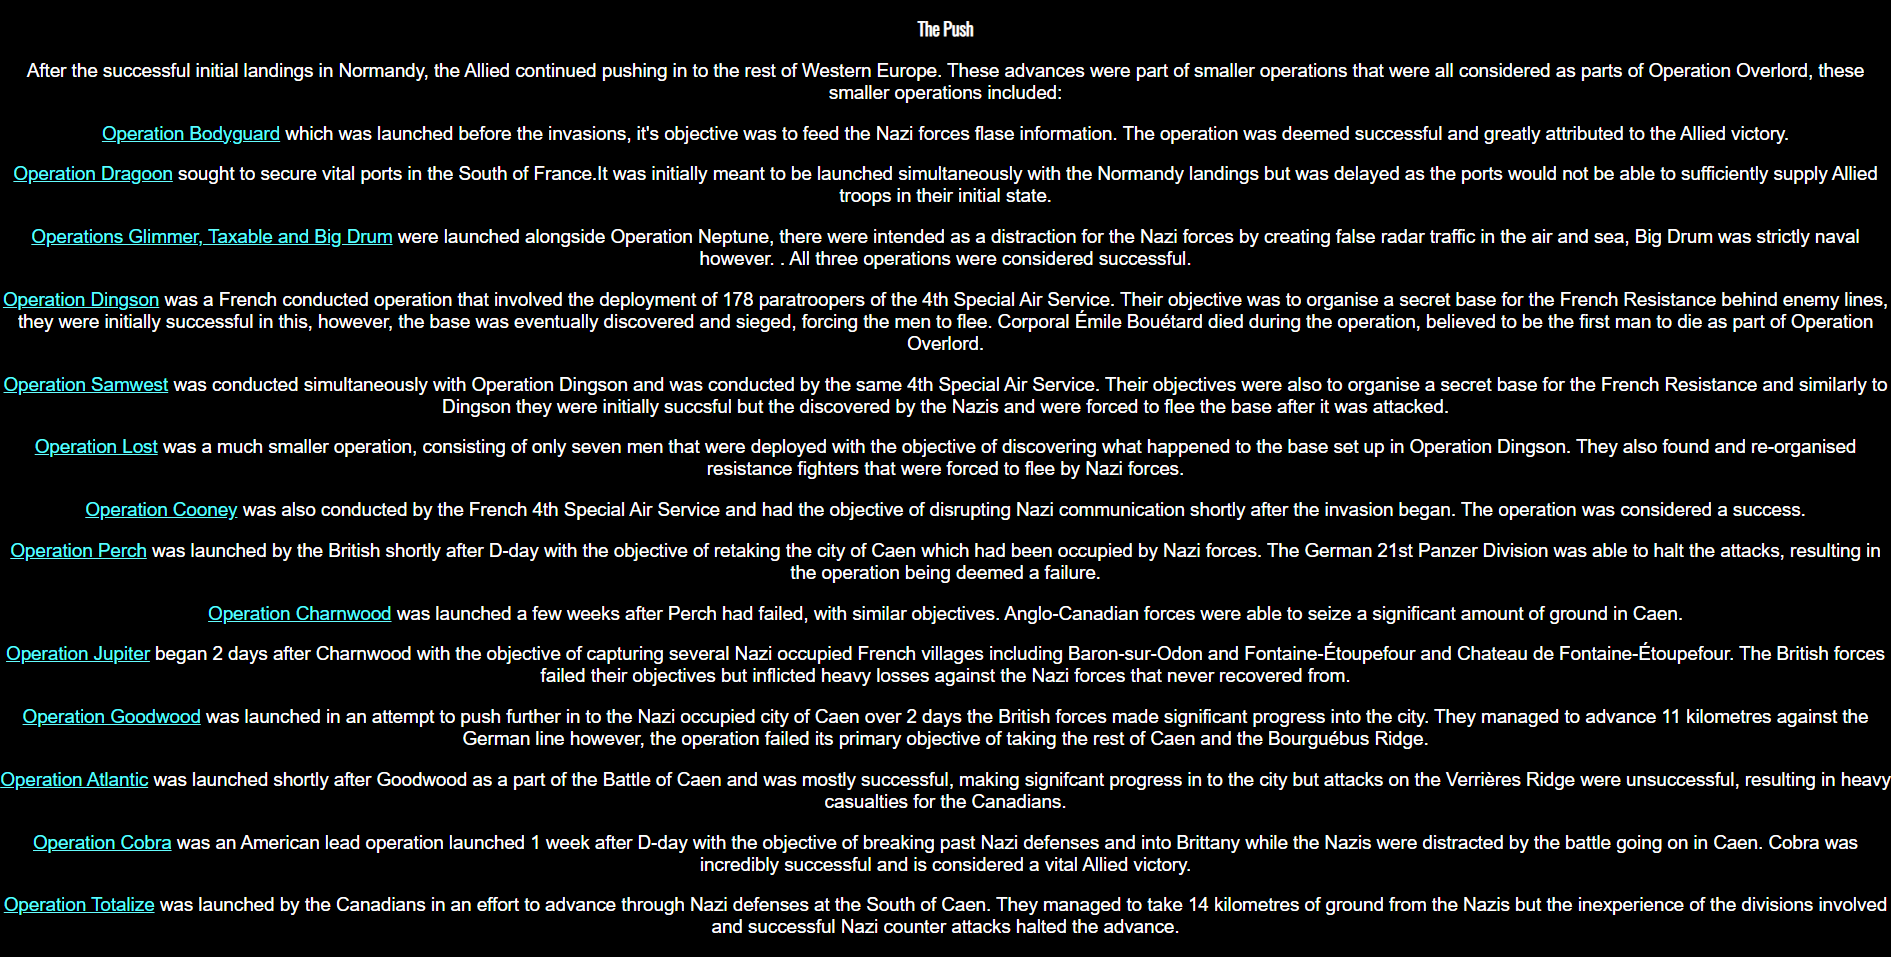 The Push
After the successful initial landings in Normandy, the Allied continued pushing in to the rest of Western Europe. These advances were part of smaller operations that were all considered as parts of Operation Overlord, these
smaller operations included:
Operation Bodyguard which was launched before the invasions, it's objective was to feed the Nazi forces flase information. The operation was deemed successful and greatly attributed to the Allied victory.
Operation Dragoon sought to secure vital ports in the South of France.It was initially meant to be launched simultaneously with the Normandy landings but was delayed as the ports would not be able to sufficiently supply Allied
troops in their initial state.
Operations Glimmer, Taxable and Big Drum were launched alongside Operation Neptune, there were intended as a distraction for the Nazi forces by creating false radar traffic in the air and sea, Big Drum was strictly naval
however. . All three operations were considered successful.
Operation Dingson was a French conducted operation that involved the deployment of 178 paratroopers of the 4th Special Air Service. Their objective was to organise a secret base for the French Resistance behind enemy lines,
they were initially successful in this, however, the base was eventually discovered and sieged, forcing the men to flee. Corporal Émile Bouétard died during the operation, believed to be the first man to die as part of Operation
Overlord.
Operation Samwest was conducted simultaneously with Operation Dingson and was conducted by the same 4th Special Air Service. Their objectives were also to organise a secret base for the French Resistance and similarly to
Dingson they were initially succsful but the discovered by the Nazis and were forced to flee the base after it was attacked.
Operation Lost was a much smaller operation, consisting of only seven men that were deployed with the objective of discovering what happened to the base set up in Operation Dingson. They also found and re-organised
resistance fighters that were forced to flee by Nazi forces.
Operation Cooney was also conducted by the French 4th Special Air Service and had the objective of disrupting Nazi communication shortly after the invasion began. The operation was considered a success.
Operation Perch was launched by the British shortly after D-day with the objective of retaking the city of Caen which had been occupied by Nazi forces. The German 21st Panzer Division was able to halt the attacks, resulting in
the operation being deemed a failure.
Operation Charnwood was launched a few weeks after Perch had failed, with similar objectives. Anglo-Canadian forces were able to seize a significant amount of ground in Caen.
Operation Jupiter began 2 days after Charnwood with the objective of capturing several Nazi occupied French villages including Baron-sur-Odon and Fontaine-Étoupefour and Chateau de Fontaine-Étoupefour. The British forces
failed their objectives but inflicted heavy losses against the Nazi forces that never recovered from.
Operation Goodwood was launched in an attempt to push further in to the Nazi occupied city of Caen over 2 days the British forces made significant progress into the city. They managed to advance 11 kilometres against the
German line however, the operation failed its primary objective of taking the rest of Caen and the Bourguébus Ridge.
Operation Atlantic was launched shortly after Goodwood as a part of the Battle of Caen and was mostly successful, making signifcant progress in to the city but attacks on the Verrières Ridge were unsuccessful, resulting in heavy
casualties for the Canadians.
Operation Cobra was an American lead operation launched 1 week after D-day with the objective of breaking past Nazi defenses and into Brittany while the Nazis were distracted by the battle going on in Caen. Cobra was
incredibly successful and is considered a vital Allied victory.
Operation Totalize was launched by the Canadians in an effort to advance through Nazi defenses at the South of Caen. They managed to take 14 kilometres of ground from the Nazis but the inexperience of the divisions involved
and successful Nazi counter attacks halted the advance.